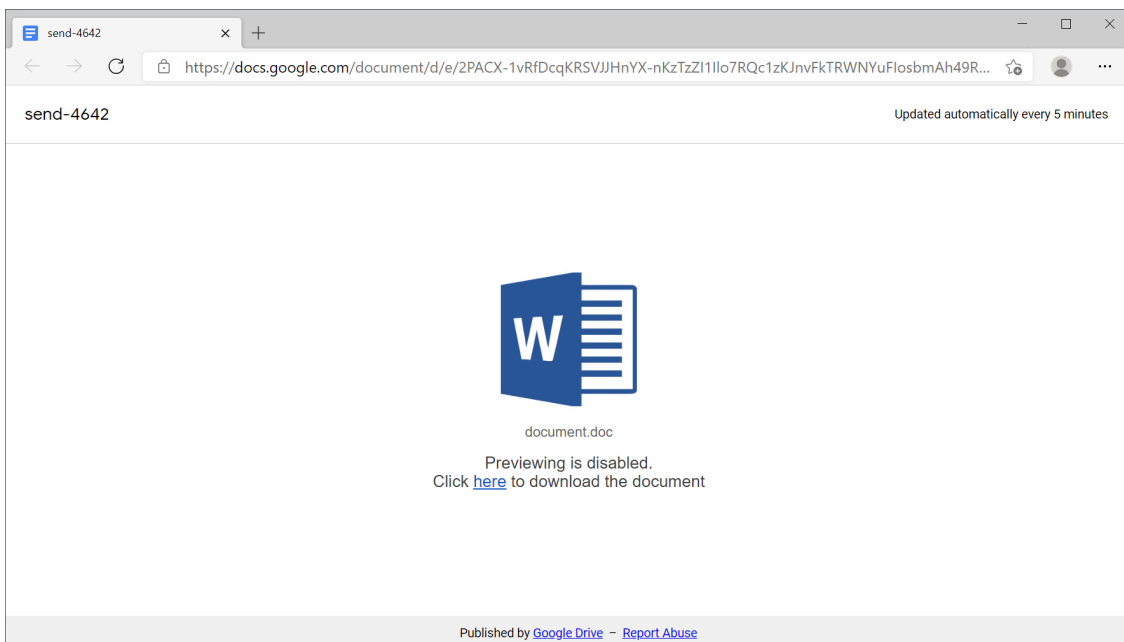 send-4642
https://docs.google.com/document/d/e/2PACX-1vRfDcqKRSVJJHnYX-nKzTzZI1Ilo7RQc1zKJnvFkTRWNYuFIosbmAh49R...
send-4642
Updated automatically every 5 minutes
W
document.doc
Previewing is disabled.
Click here to download the document
Published by Google Drive – Report Abuse